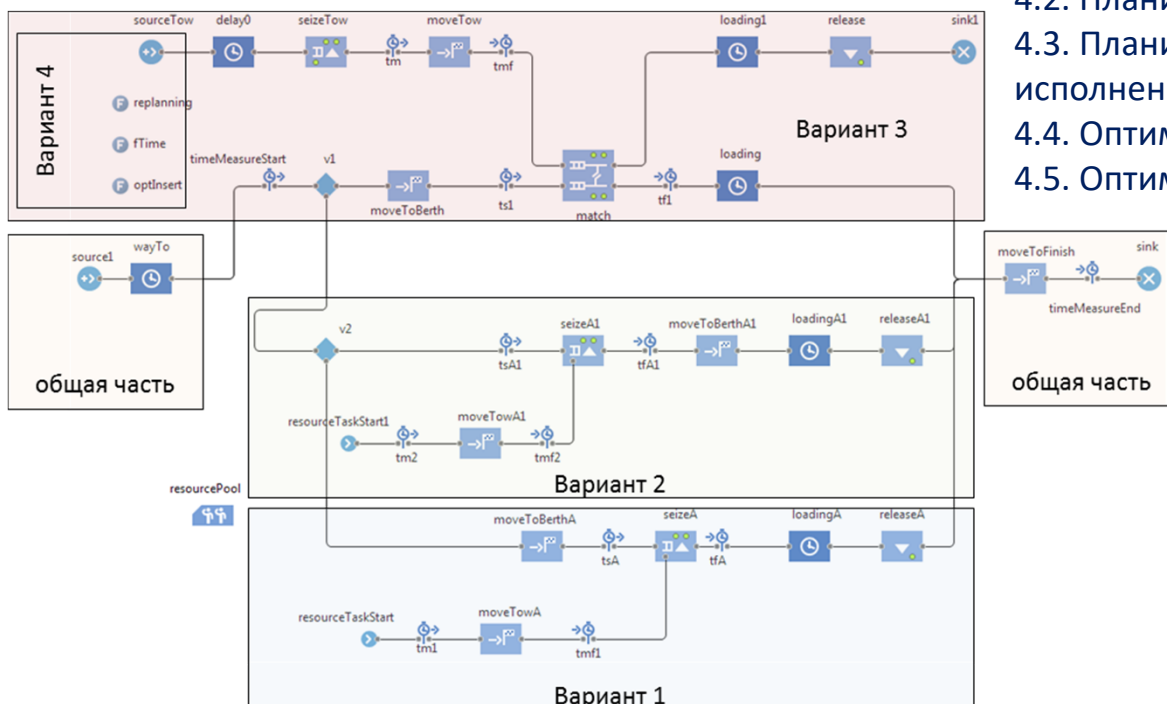 4.2. Плани
4.3. Плани
исполнен
4.4. Оптим
4.5. Оптим
sourceTow
delay0
seizeTow
moveTow
loading1
release
sink1
tm
tmf
Вариант 4
replanning
fTime
optInsert
Вариант 3
timeMeasureStart
v1
loading
moveToBerth
ts1
match
tf1
source1
wayTo
общая часть
moveToFinish
sink
timeMeasureEnd
общая часть
v2
seizeA1
moveToBerthA1
loadingA1
releaseA1
tsA1
tfA1
resourceTaskStart1
moveTowA1
tm2
tmf2
Вариант 2
resourcePool
moveToBerthA
seizeA
loadingA
releaseA
tsA
tfA
resourceTaskStart
moveTowA
tm1
tmf1
Вариант 1